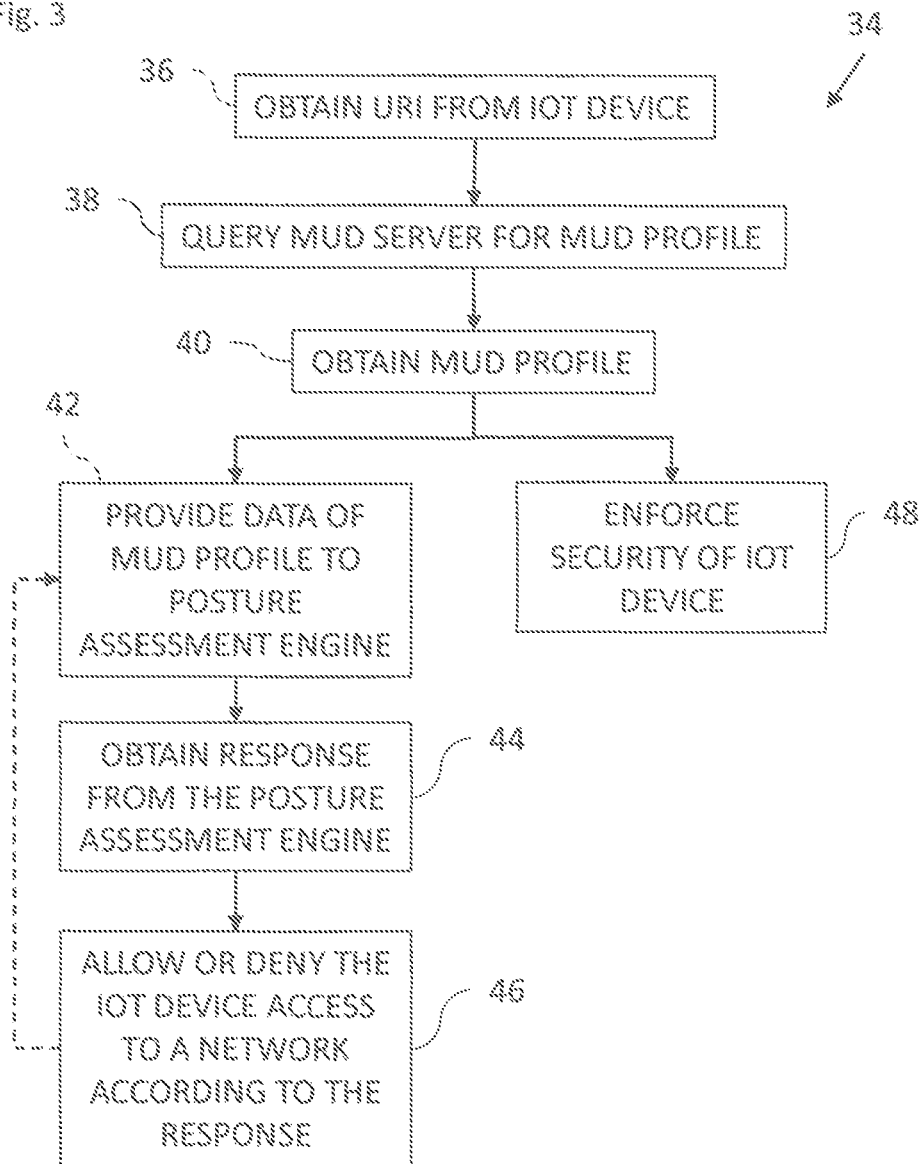 Fig. 3
34
36
OBTAIN URI FROM IOT DEVICE
38
QUERY MUD SERVER FOR MUD PROFILE
40
OBTAIN MUD PROFILE
42
PROVIDE DATA OF
MUD PROFILE TO
POSTURE
ASSESSMENT ENGINE
ENFORCE
SECURITY OF IOT
DEVICE
48
OBTAIN RESPONSE
FROM THE POSTURE
ASSESSMENT ENGINE
44
ALLOW OR DENY THE
IOT DEVICE ACCESS
TO A NETWORK
ACCORDING TO THE
RESPONSE
46